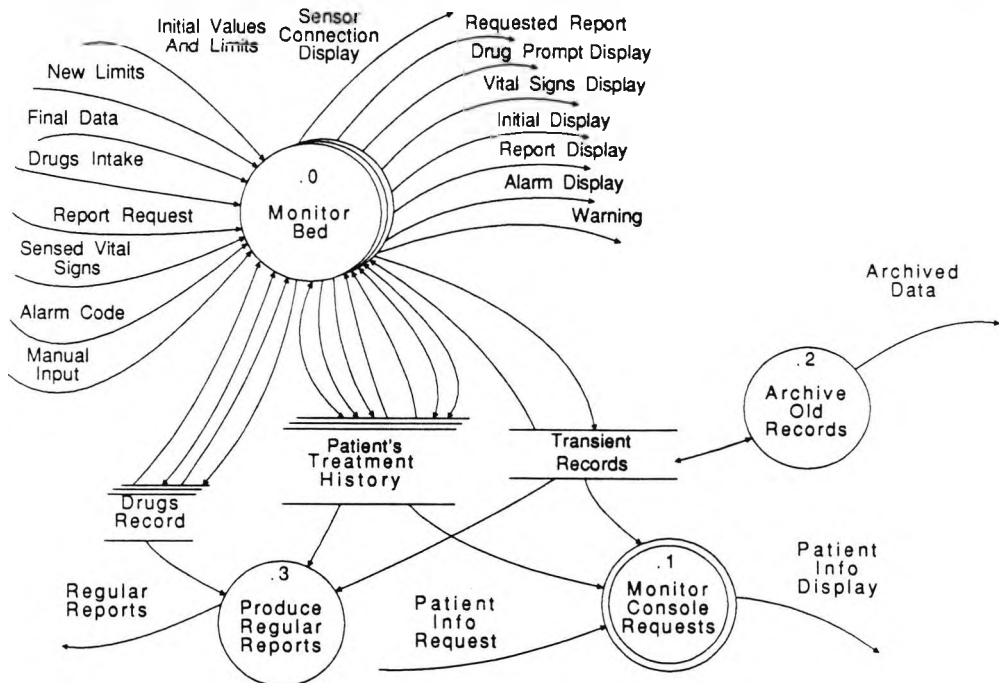 Initial Values
And Limits
Sensor
Connection
Display
Requested Report
Drug Prompt Display
Vital Signs Display
Initial Display
Report Display
Alarm Display
Warning
New Limits
Final Data
Drugs Intake
Report Request
Sensed Vital
Signs
Alarm Code
Manual
Input
.0
Monitor
Bed
Archived
Data
.2
Archive
Old
Records
Patient's
Treatment
History
Transient
Records
Drugs
Record
Regular
Reports
.3
Produce
Regular
Reports
Patient
Info
Request
.1
Monitor
Console
Requests
Patient
Info
Display